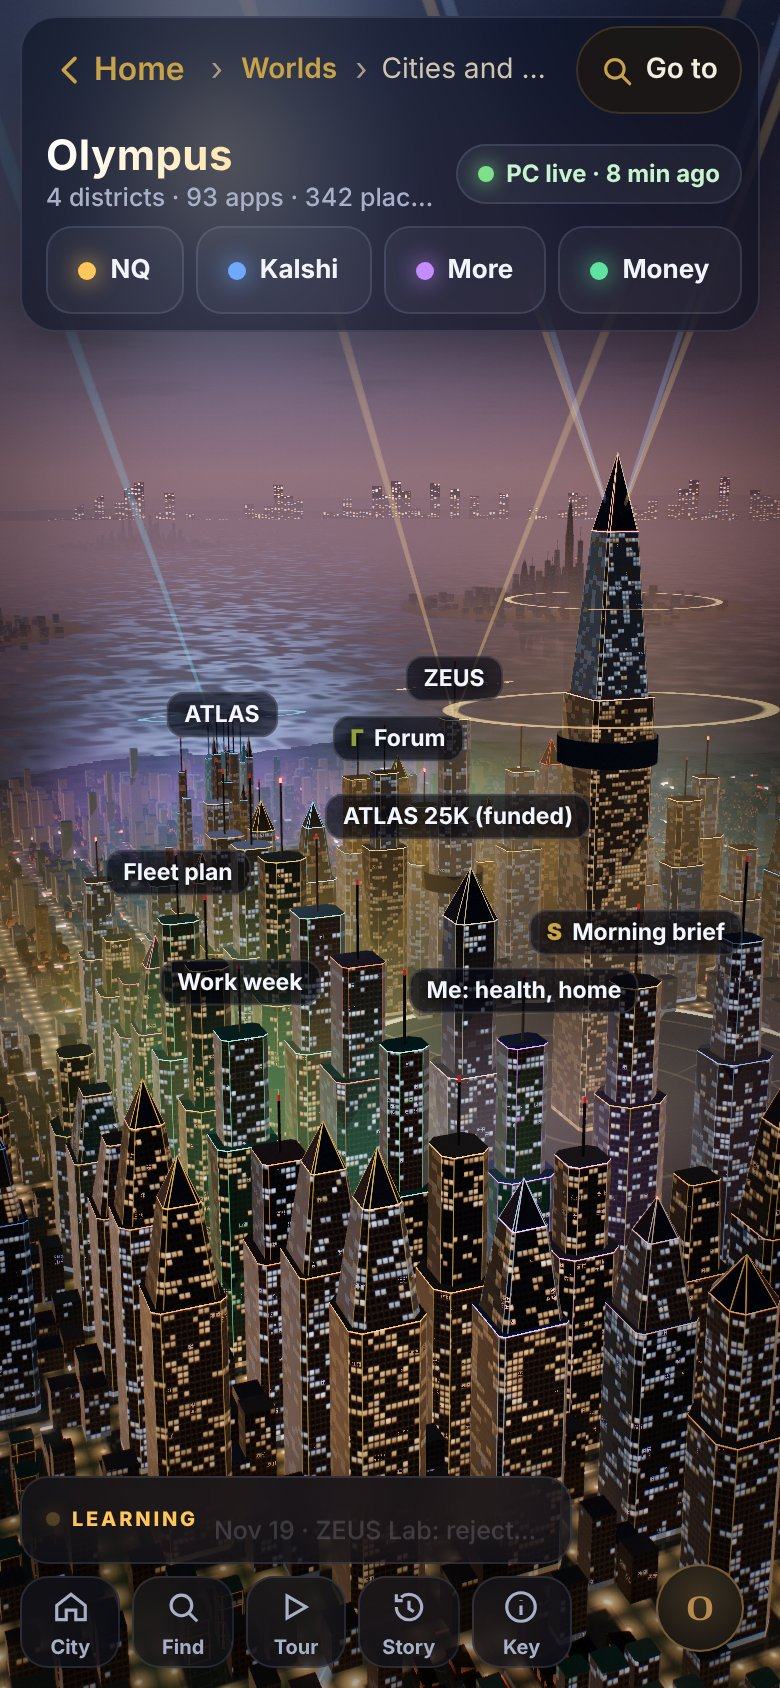 Home › Worlds › Cities and ...
Go to
Olympus
4 districts · 93 apps · 342 plac...
PC live · 8 min ago
NQ
Kalshi
More
Money
ZEUS
ATLAS
Γ Forum
ATLAS 25K (funded)
Fleet plan
S Morning brief
Work week
Me: health, home
LEARNING
Nov 19 · ZEUS Lab: reject...
City
Find
Tour
Story
Key
O